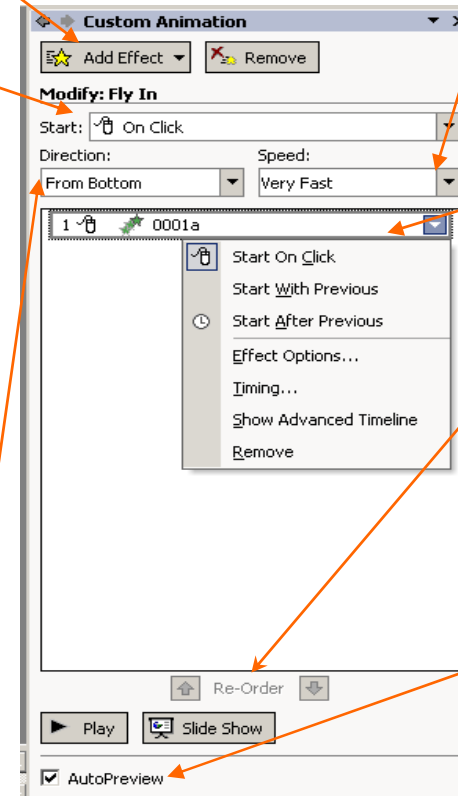 Custom Animation
Add Effect Remove
Modify: Fly In
Start: On Click
Direction: Speed:
From Bottom Very Fast
1 0001a
Start On Click
Start With Previous
Start After Previous
Effect Options...
Timing...
Show Advanced Timeline
Remove
Re-Order
Play Slide Show
AutoPreview